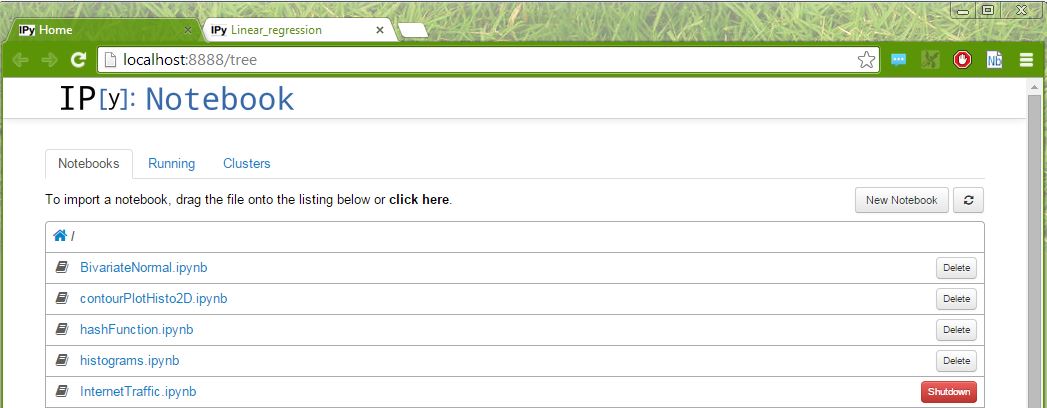 IPy Home
IPy Linear_regression
localhost:8888/tree
Nb
IP[y]: Notebook
Notebooks Running Clusters
To import a notebook, drag the file onto the listing below or click here. New Notebook
/
BivariateNormal.ipynb Delete
contourPlotHisto2D.ipynb Delete
hashFunction.ipynb Delete
histograms.ipynb Delete
InternetTraffic.ipynb Shutdown